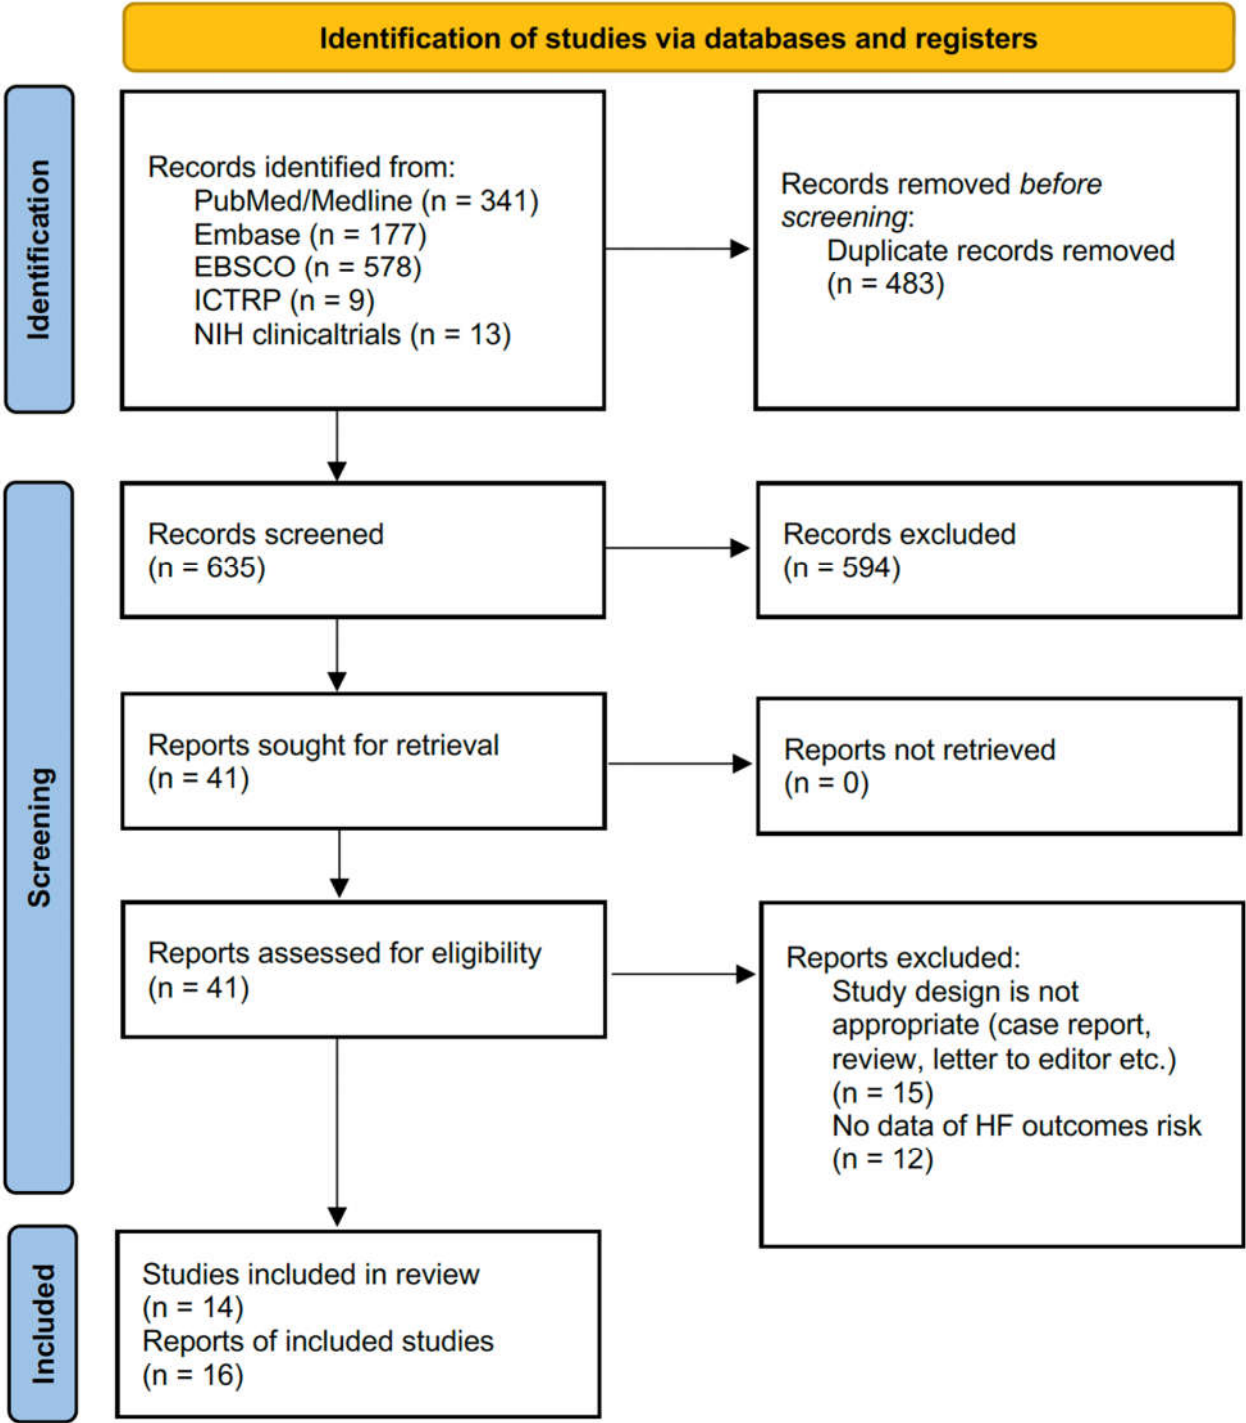 Identification of studies via databases and registers
Identification
Records identified from:
PubMed/Medline (n = 341)
Embase (n = 177)
EBSCO (n = 578)
ICTRP (n = 9)
NIH clinicaltrials (n = 13)
Records removed before
screening:
Duplicate records removed
(n = 483)
Screening
Records screened
(n = 635)
Records excluded
(n = 594)
Reports sought for retrieval
(n = 41)
Reports not retrieved
(n = 0)
Reports assessed for eligibility
(n = 41)
Reports excluded:
Study design is not
appropriate (case report,
review, letter to editor etc.)
(n = 15)
No data of HF outcomes risk
(n = 12)
Included
Studies included in review
(n = 14)
Reports of included studies
(n = 16)